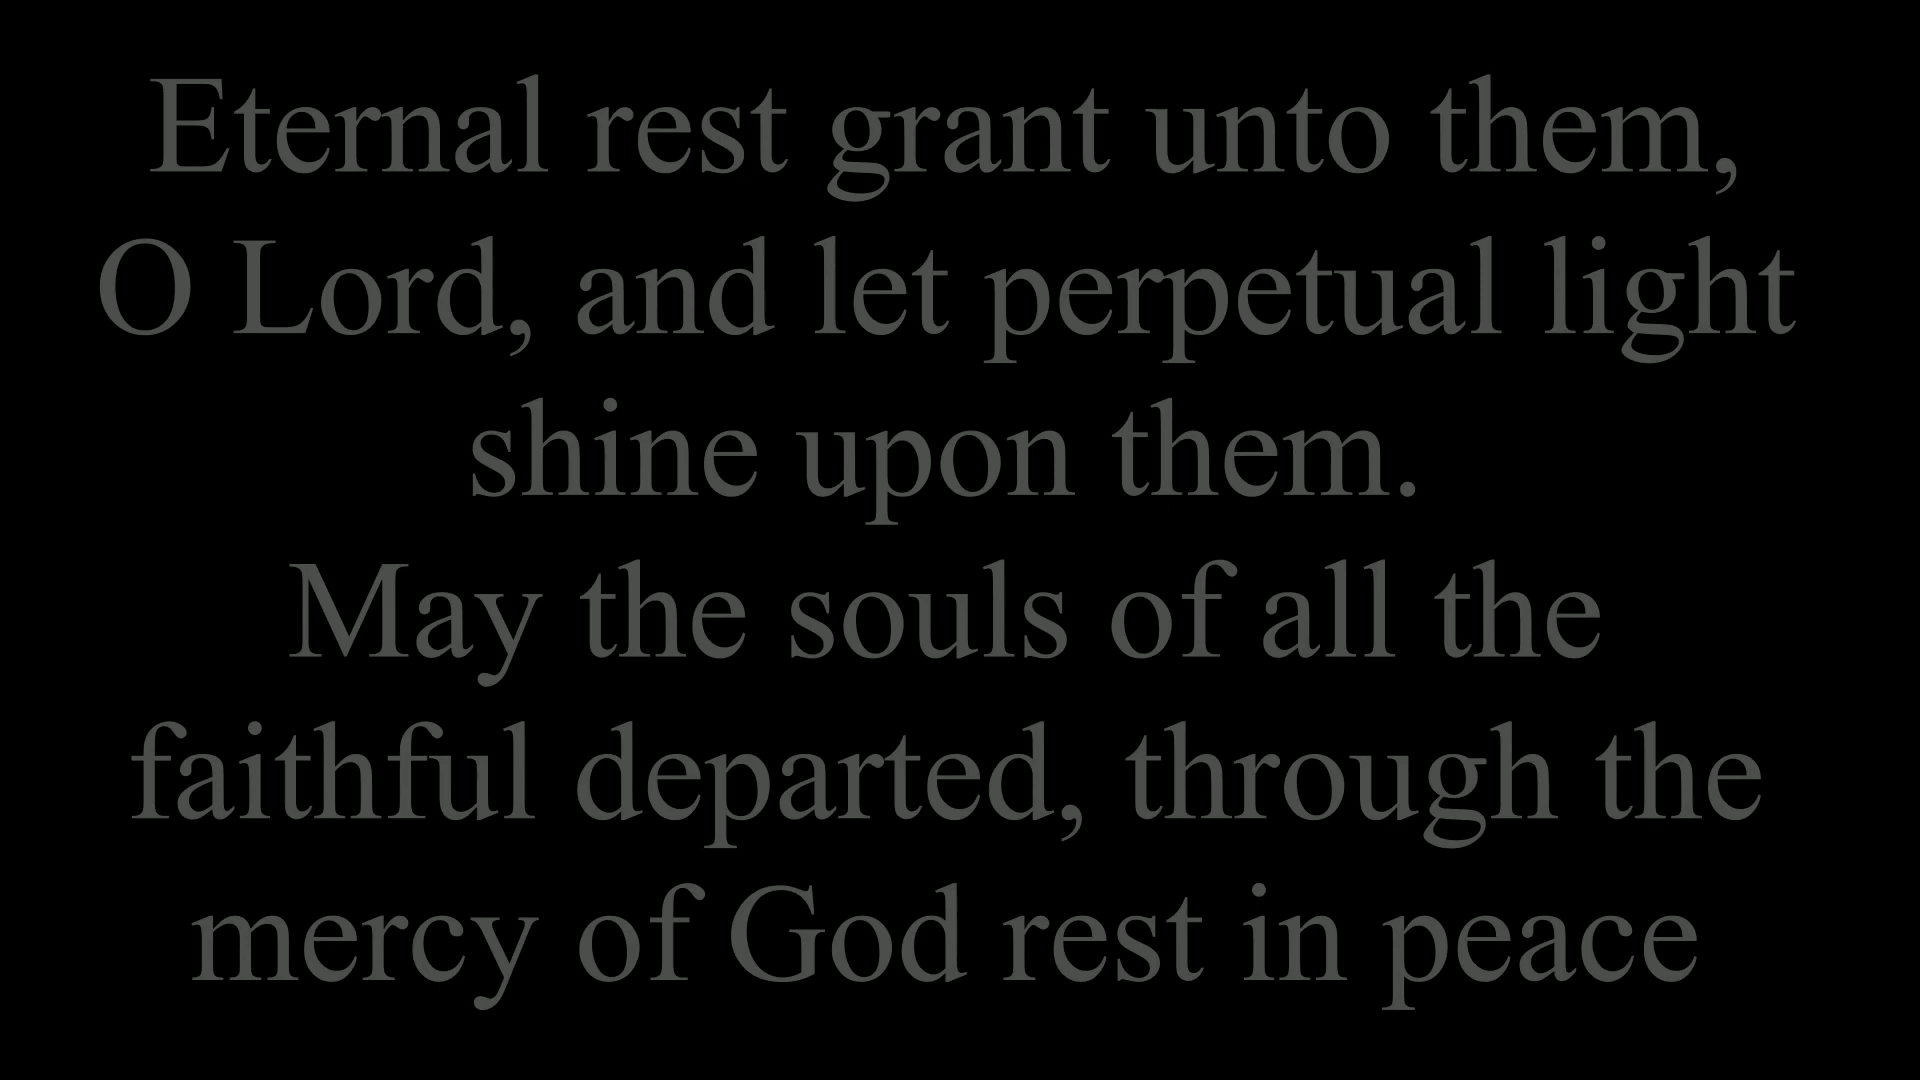 Eternal rest grant unto them,
O Lord, and let perpetual light
shine upon them.
May the souls of all the
faithful departed, through the
mercy of God rest in peace